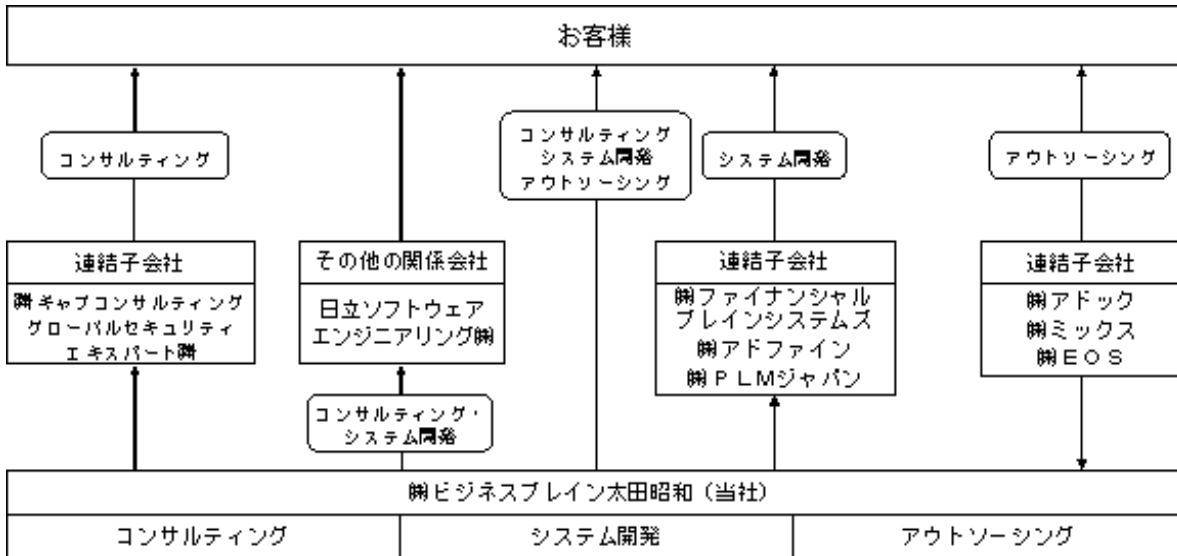 お客様
コンサルティング
コンサルティング
システム開発
アウトソーシング
システム開発
アウトソーシング
連結子会社
㈱キャプコンサルティング
グローバルセキュリティ
エキスパート㈱
その他の関係会社
日立ソフトウェア
エンジニアリング㈱
連結子会社
㈱ファイナンシャル
ブレインシステムズ
㈱アドファイン
㈱ＰＬＭジャパン
連結子会社
㈱アドック
㈱ミックス
㈱ＥＯＳ
コンサルティング・
システム開発
㈱ビジネスブレイン太田昭和（当社）
コンサルティング
システム開発
アウトソーシング